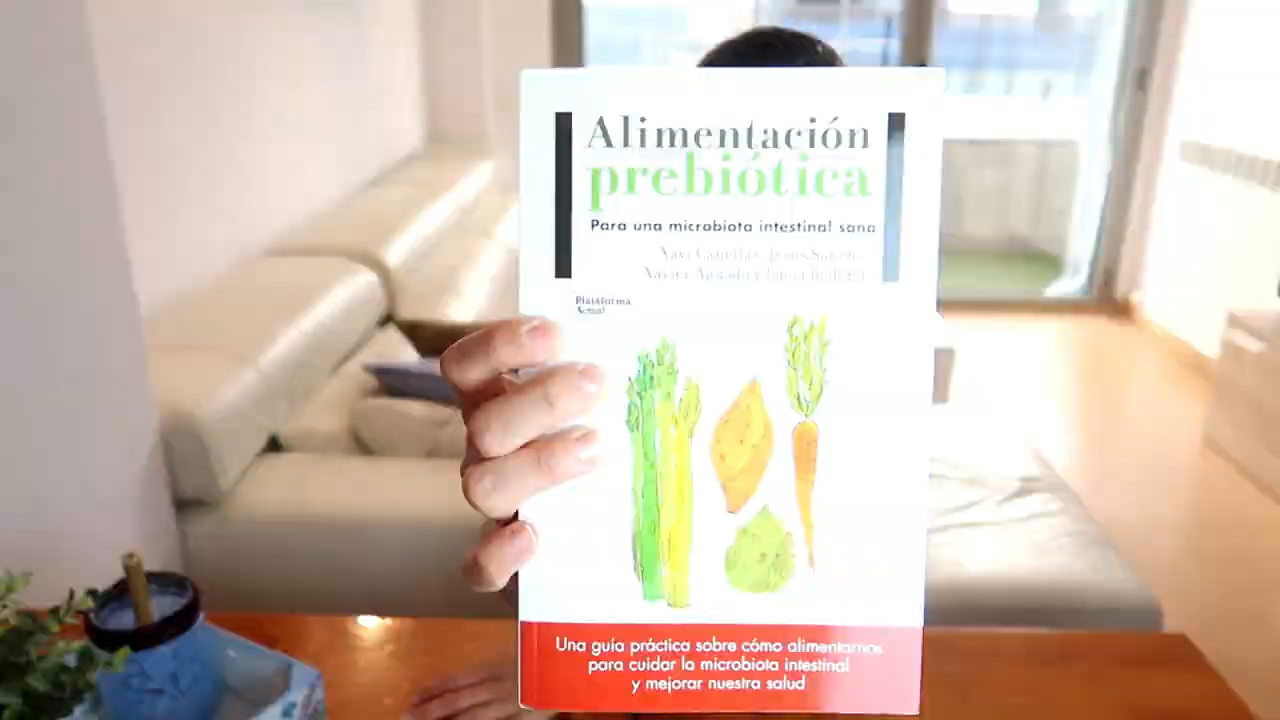 Alimentación
prebiótica
Para una microbiota intestinal sana
Plataforma
Actual
Una guía práctica sobre cómo alimentarnos
para cuidar la microbiota intestinal
y mejorar nuestra salud